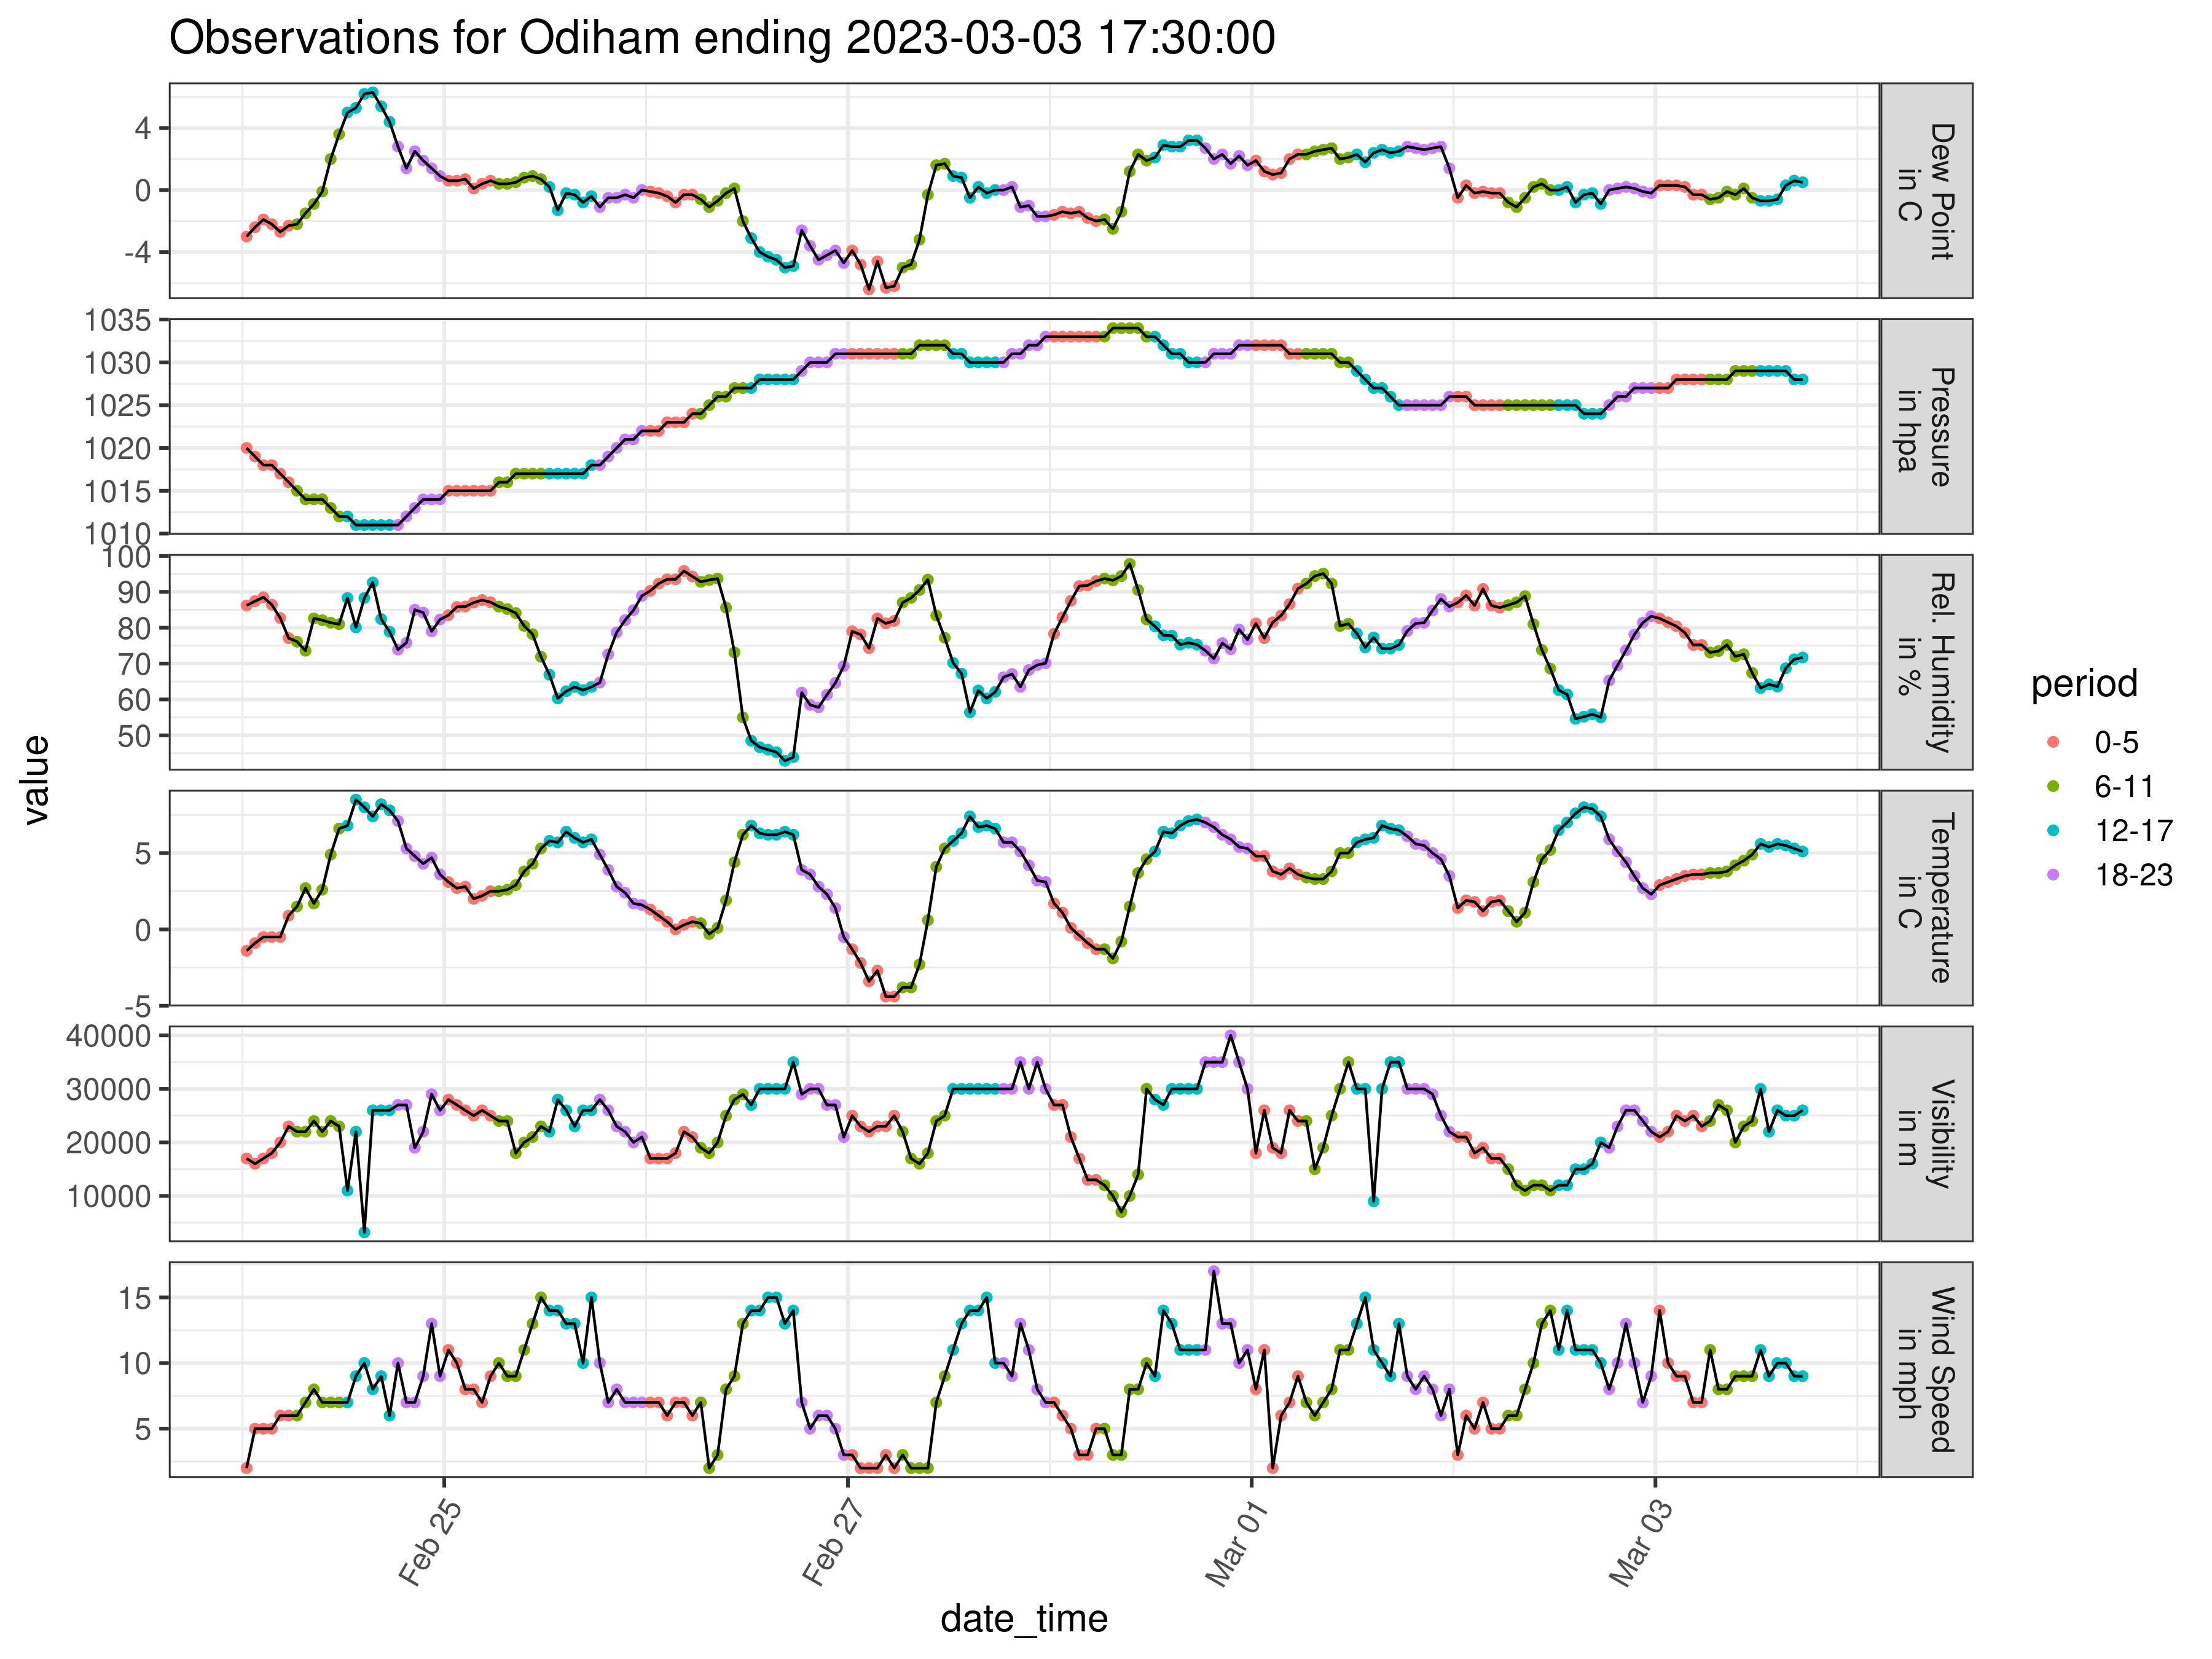 Observations for Odiham ending 2023-03-03 17:30:00
4
0
-4
Dew Point
in C
1035
1030
1025
1020
1015
1010
Pressure
in hpa
100
90
80
70
60
50
Rel. Humidity
in %
5
0
-5
Temperature
in C
40000
30000
20000
10000
Visibility
in m
15
10
5
Wind Speed
in mph
value
Feb 25
Feb 27
Mar 01
Mar 03
date_time
period
0-5
6-11
12-17
18-23